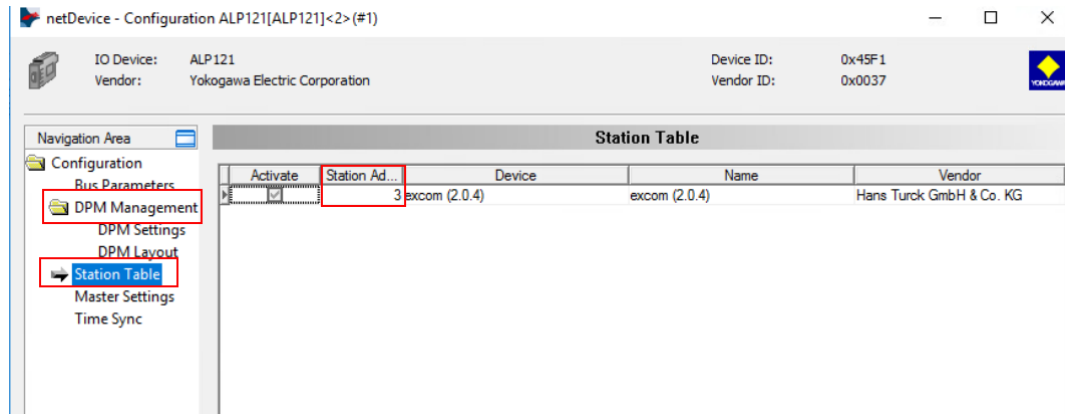 netDevice - Configuration ALP121[ALP121]<2>(#1)
IO Device: ALP121 Device ID: 0x45F1
Vendor: Yokogawa Electric Corporation Vendor ID: 0x0037
YOKOGAWA
Navigation Area
Station Table
Configuration
Bus Parameters
DPM Management
DPM Settings
DPM Layout
Station Table
Master Settings
Time Sync
Activate Station Ad... Device Name Vendor
3 excom (2.0.4) excom (2.0.4) Hans Turck GmbH & Co. KG